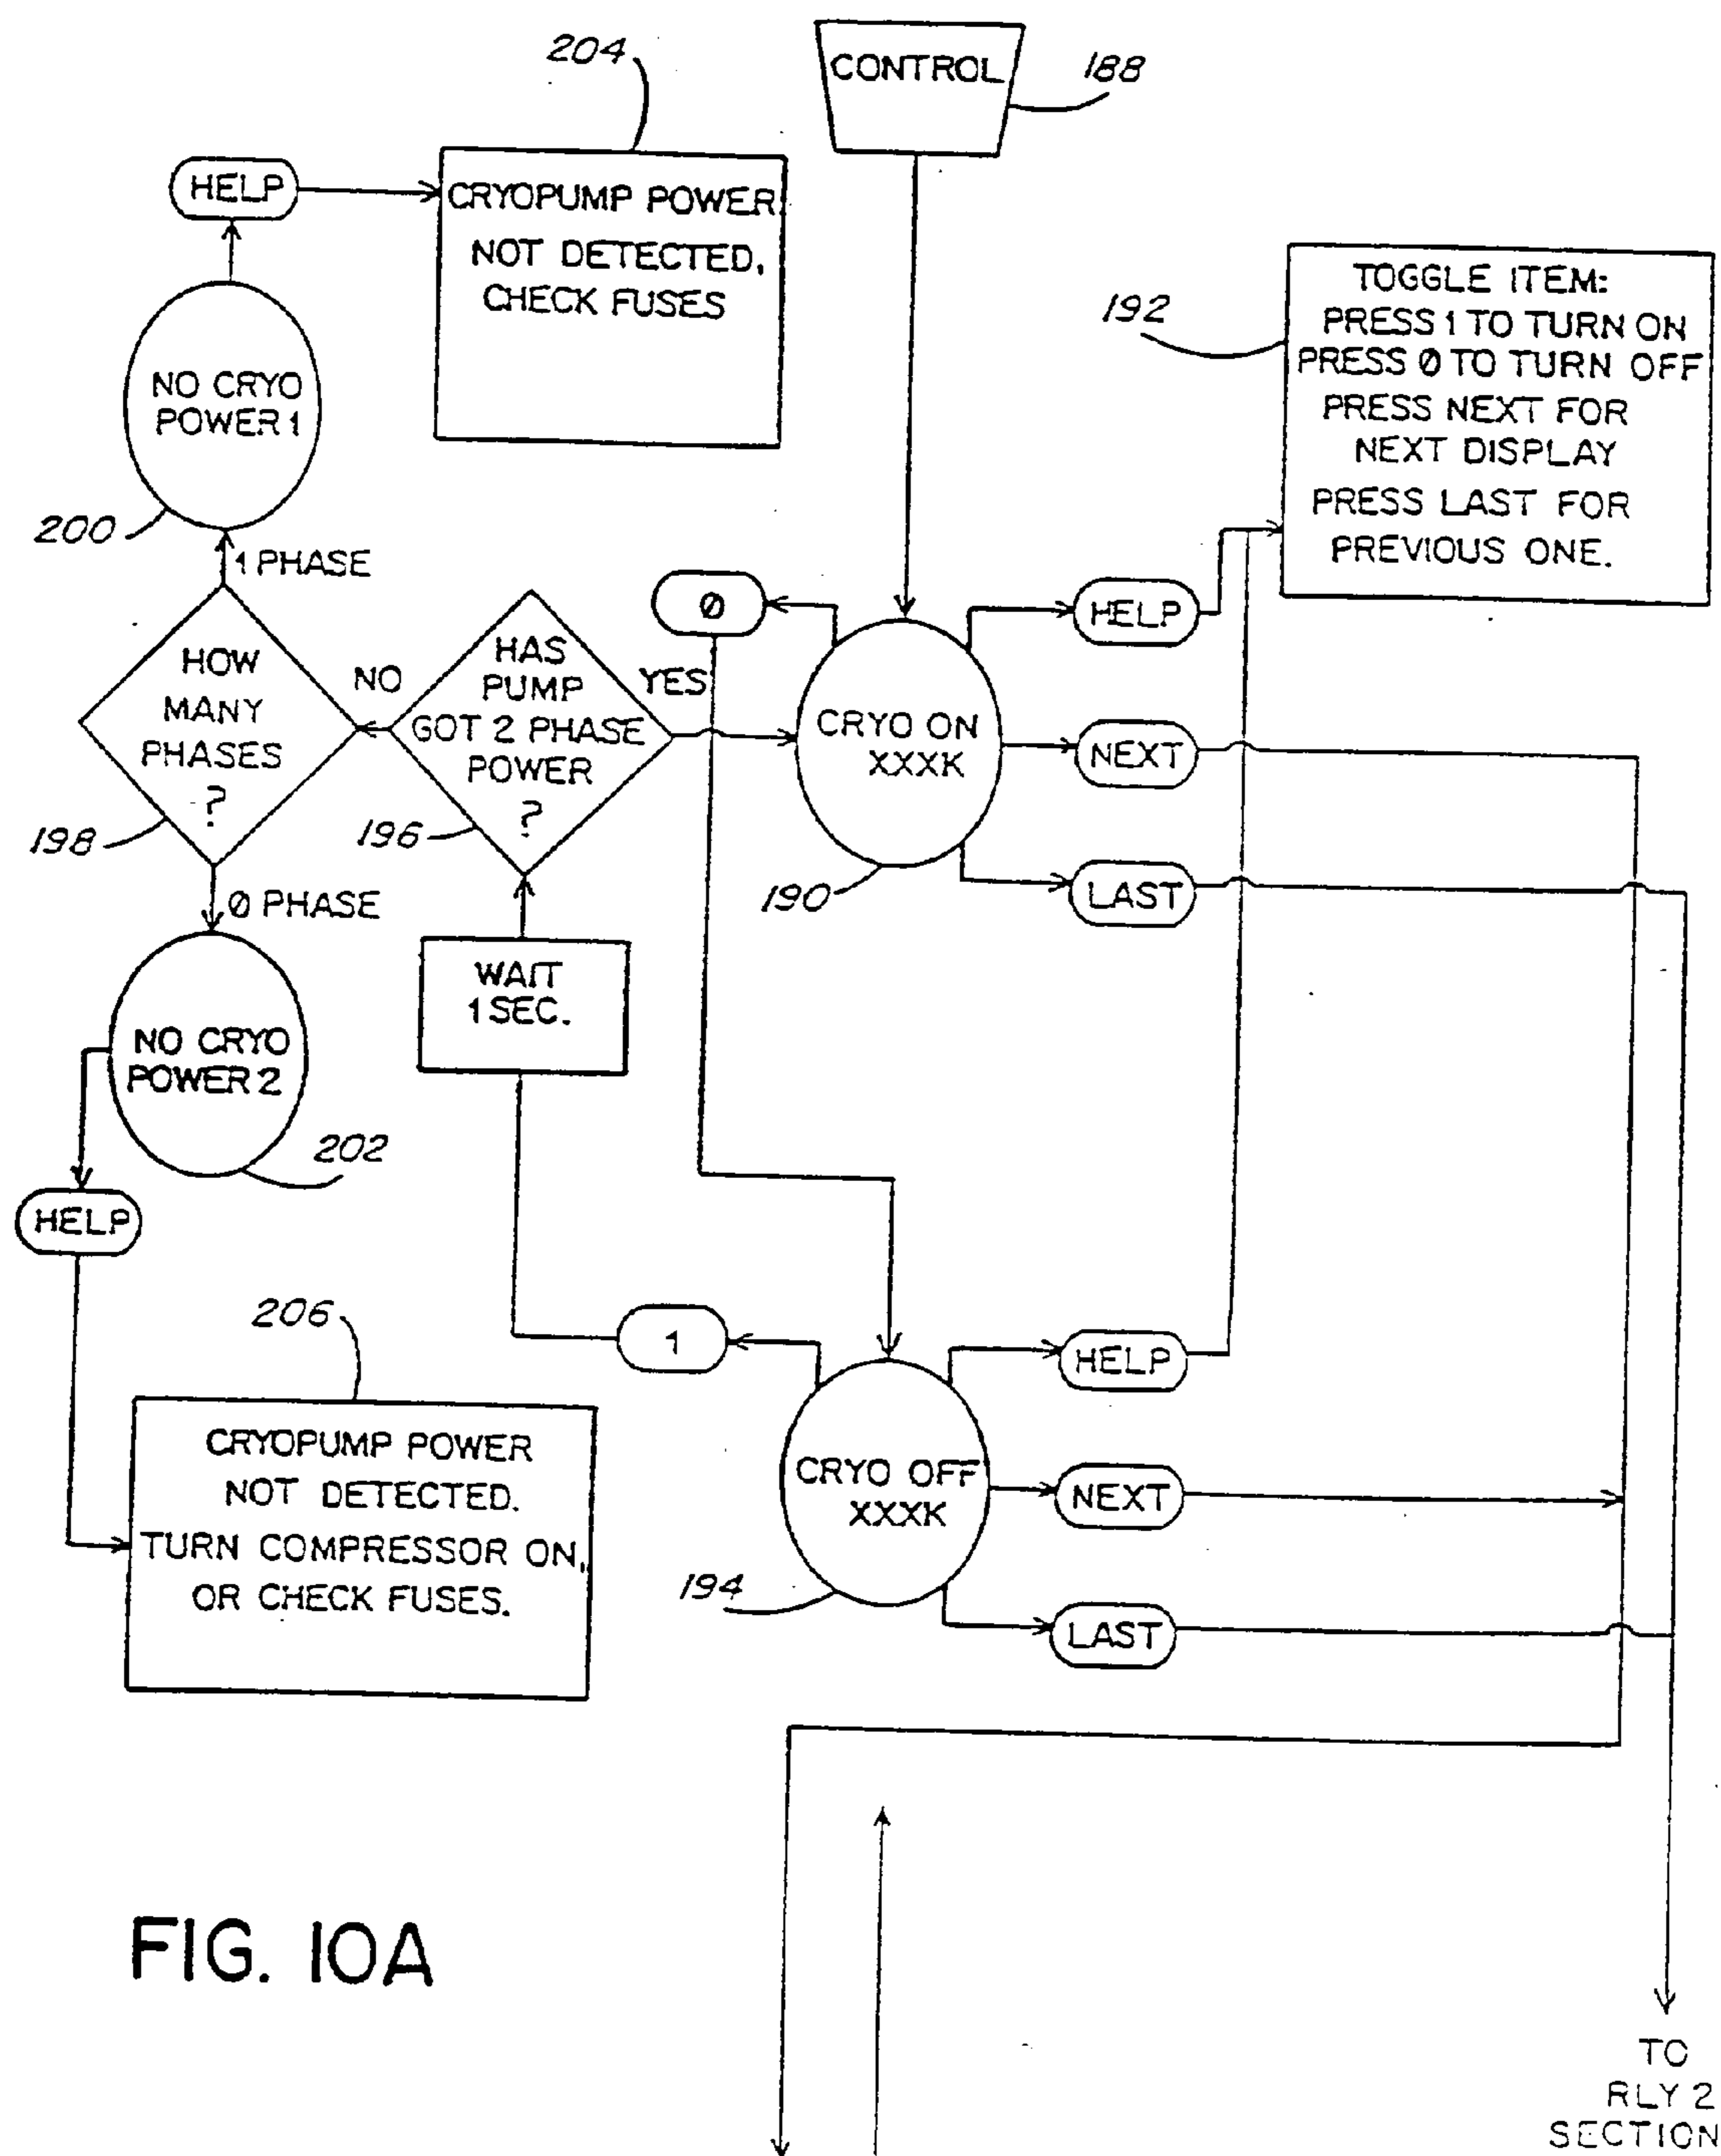 204
CONTROL
188
HELP
CRYOPUMP POWER
NOT DETECTED,
CHECK FUSES
TOGGLE ITEM:
PRESS 1 TO TURN ON
PRESS Ø TO TURN OFF
PRESS NEXT FOR
NEXT DISPLAY
PRESS LAST FOR
PREVIOUS ONE.
192
NO CRYO
POWER 1
200
1 PHASE
Ø
HELP
HOW
MANY
PHASES
?
198
NO
HAS
PUMP
GOT 2 PHASE
POWER
?
196
YES
CRYO ON
XXXK
190
NEXT
LAST
Ø PHASE
WAIT
1 SEC.
NO CRYO
POWER 2
202
HELP
206
1
HELP
CRYOPUMP POWER
NOT DETECTED.
TURN COMPRESSOR ON,
OR CHECK FUSES.
CRYO OFF
XXXK
194
NEXT
LAST
FIG. 10A
TO
RLY 2
SECTION